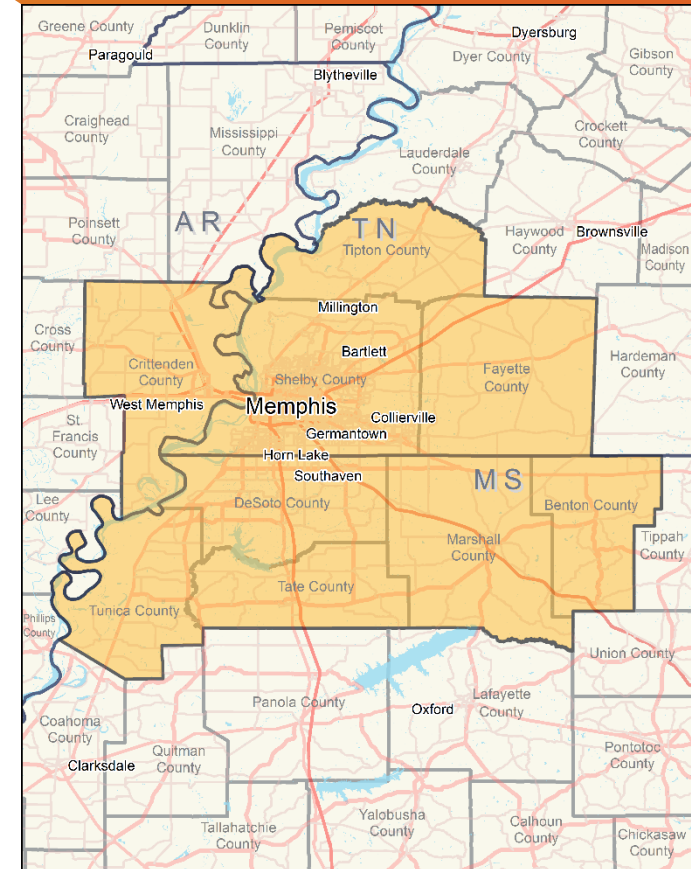 Greene County
Dunklin
County
Pemiscot
County
Dyersburg
Paragould
Dyer County
Gibson
County
Blytheville
Craighead
County
Mississippi
County
Crockett
County
Lauderdale
County
Poinsett
County
AR
TN
Tipton County
Haywood
County
Brownsville
Madison
County
Millington
Cross
County
Bartlett
Crittenden
County
Shelby County
Fayette
County
Hardeman
County
West Memphis
Memphis
Collierville
St
Francis
County
Germantown
Horn Lake
Southaven
MS
Lee
County
DeSoto County
Benton County
Marshall
County
Tippah
County
Tate County
Tunica County
Phillips
County
Union County
Panola County
Lafayette
County
Oxford
Coahoma
County
Quitman
County
Pontotoc
County
Clarksdale
Tallahatchie
County
Yalobusha
County
Calhoun
County
Chickasaw
County